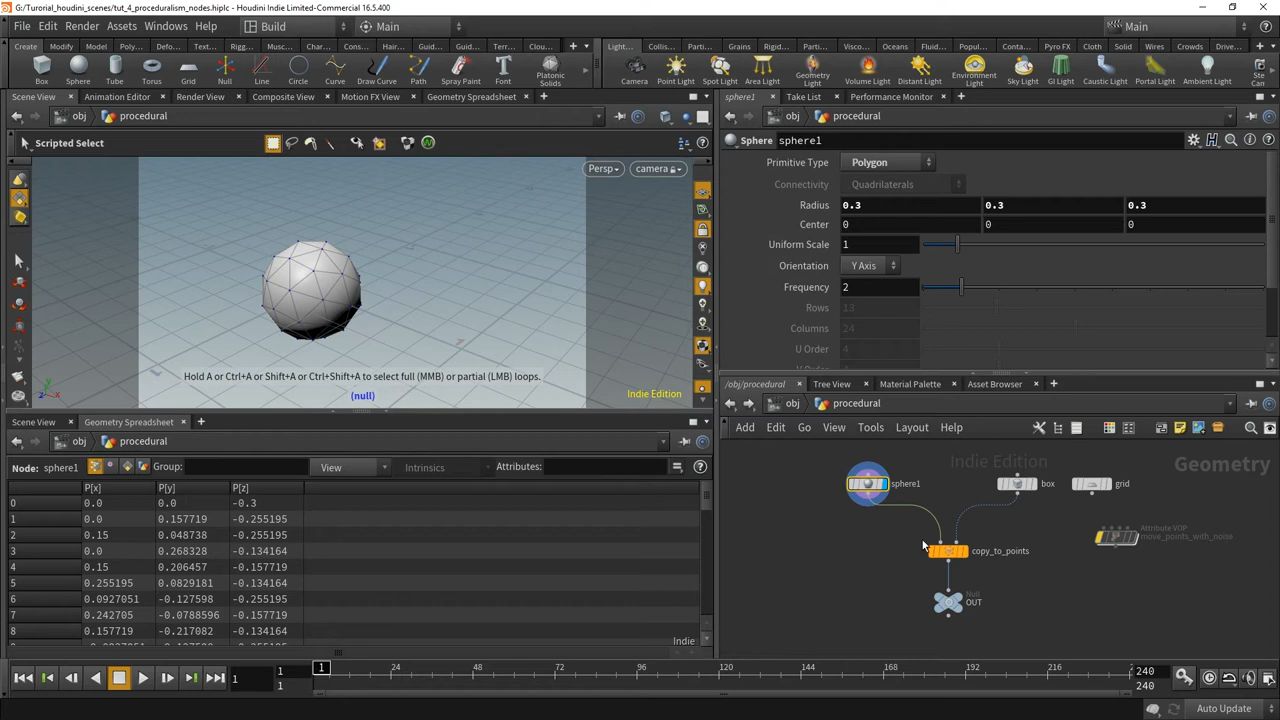 G:/Turorial_houdini_scenes/tut_4_proceduralism_nodes.hiplc - Houdini Indie Limited-Commercial 16.5.400
File Edit Render Assets Windows Help Build Main Main
Create Modify Model Poly... Defo... Textu... Rigg... Musc... Char... Cons... Hair... Guid... Guid... Terr... Clou... Light... Collis... Parti... Grains Rigid... Parti... Visco... Oceans Fluid... Popul... Conta... Pyro FX Cloth Solid Wires Crowds Drive...
Box Sphere Tube Torus Grid Null Line Circle Curve Draw Curve Path Spray Paint Font Platonic Solids Camera Point Light Spot Light Area Light Geometry Light Volume Light Distant Light Environment Light Sky Light GI Light Caustic Light Portal Light Ambient Light Ste Ca
Scene View Animation Editor Render View Composite View Motion FX View Geometry Spreadsheet
obj procedural
Scripted Select
Persp camera
Hold A or Ctrl+A or Shift+A or Ctrl+Shift+A to select full (MMB) or partial (LMB) loops.
(null)
Indie Edition
sphere1 Take List Performance Monitor
obj procedural
Sphere sphere1
Primitive Type Polygon
Connectivity Quadrilaterals
Radius 0.3 0.3 0.3
Center 0 0 0
Uniform Scale 1
Orientation Y Axis
Frequency 2
Rows 13
Columns 24
U Order 4
Scene View Geometry Spreadsheet
obj procedural
Node: sphere1 Group: View Intrinsics Attributes:
P[x] P[y] P[z]
0 0.0 0.0 -0.3
1 0.0 0.157719 -0.255195
2 0.15 0.048738 -0.255195
3 0.0 0.268328 -0.134164
4 0.15 0.206457 -0.157719
5 0.255195 0.0829181 -0.134164
6 0.0927051 -0.127598 -0.255195
7 0.242705 -0.0788596 -0.157719
8 0.157719 -0.217082 -0.134164
Indie
/obj/procedural Tree View Material Palette Asset Browser
obj procedural
Add Edit Go View Tools Layout Help
Indie Edition
Geometry
sphere1 box grid
Attribute VOP
move_points_with_noise
copy_to_points
Null
OUT
1 1 1 24 48 72 96 120 144 168 192 216 2 240
1 240
Auto Update